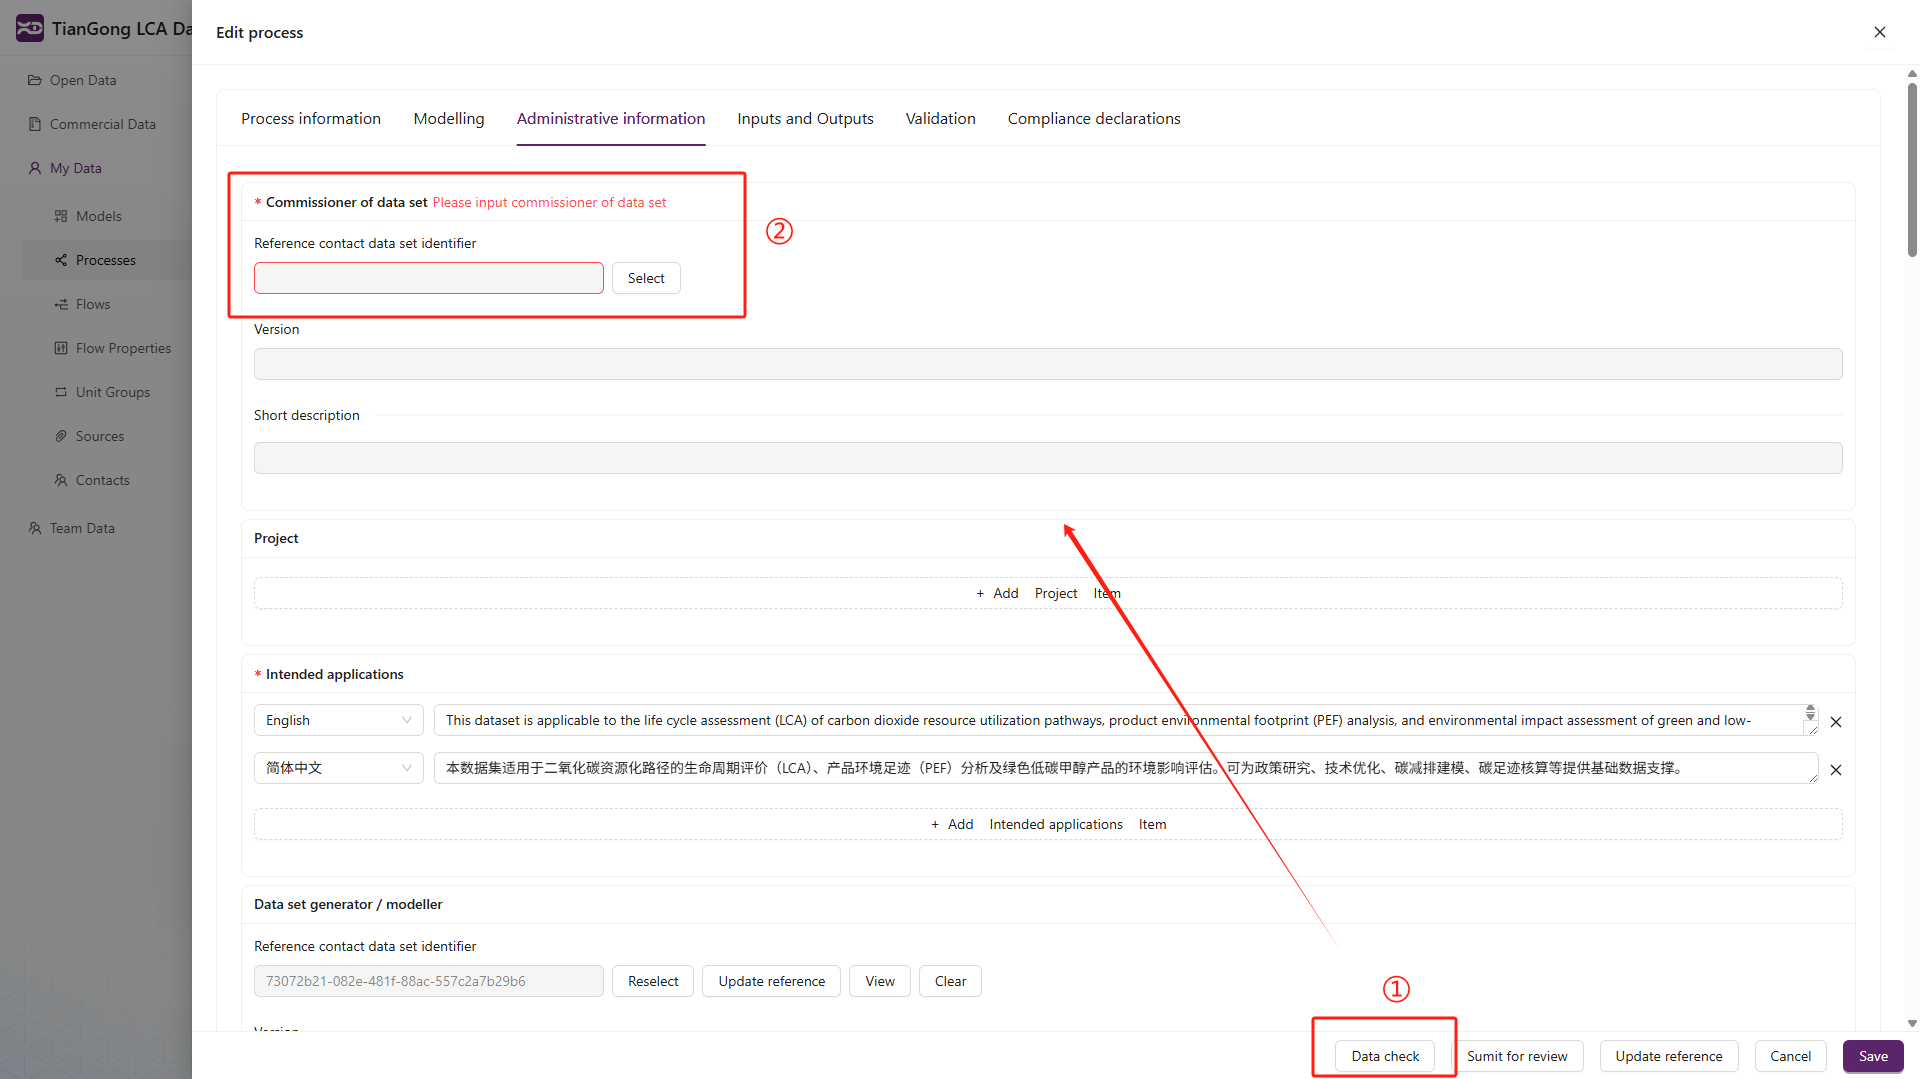 TianGong LCA Da
Edit process
Open Data
Commercial Data
My Data
Models
Processes
Flows
Flow Properties
Unit Groups
Sources
Contacts
Team Data
Process information
Modelling
Administrative information
Inputs and Outputs
Validation
Compliance declarations
* Commissioner of data set Please input commissioner of data set
②
Reference contact data set identifier
Select
Version
Short description
Project
+ Add Project Item
* Intended applications
English
This dataset is applicable to the life cycle assessment (LCA) of carbon dioxide resource utilization pathways, product environmental footprint (PEF) analysis, and environmental impact assessment of green and low-
简体中文
本数据集适用于二氧化碳资源化路径的生命周期评价（LCA）、产品环境足迹（PEF）分析及绿色低碳甲醇产品的环境影响评估。可为政策研究、技术优化、碳减排建模、碳足迹核算等提供基础数据支撑。
+ Add Intended applications Item
Data set generator / modeller
Reference contact data set identifier
73072b21-082e-481f-88ac-557c2a7b29b6
Reselect
Update reference
View
Clear
①
Version
Data check
Sumit for review
Update reference
Cancel
Save